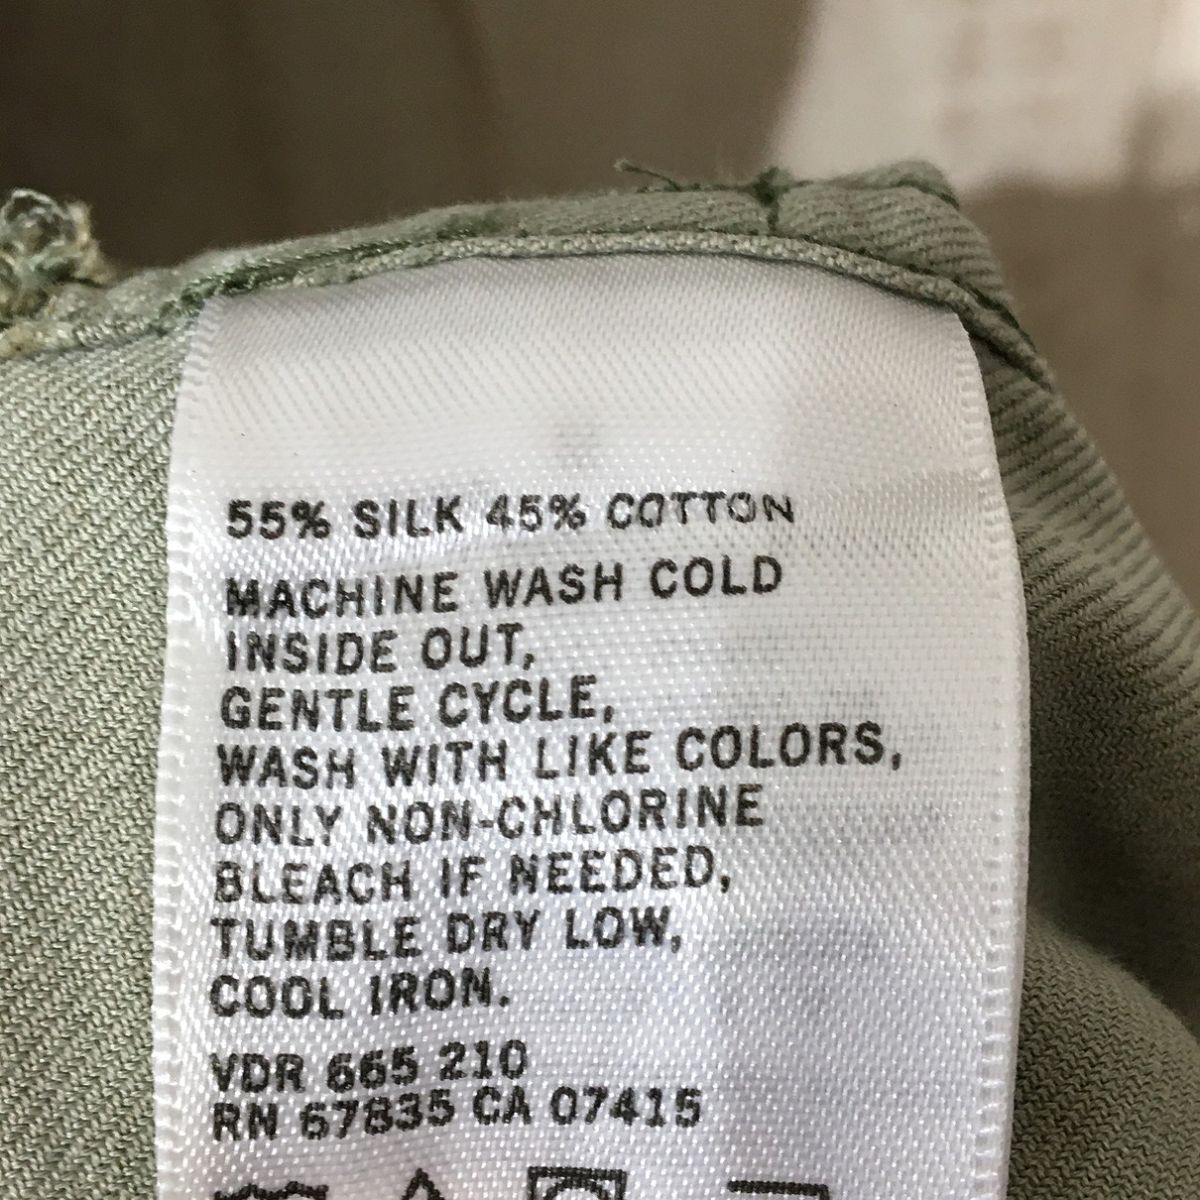 55% SILK 45% COTTON
MACHINE WASH COLD
INSIDE OUT,
GENTLE CYCLE,
WASH WITH LIKE COLORS,
ONLY NON-CHLORINE
BLEACH IF NEEDED,
TUMBLE DRY LOW,
COOL IRON.
VDR 665 210
RN 67835 CA 07415